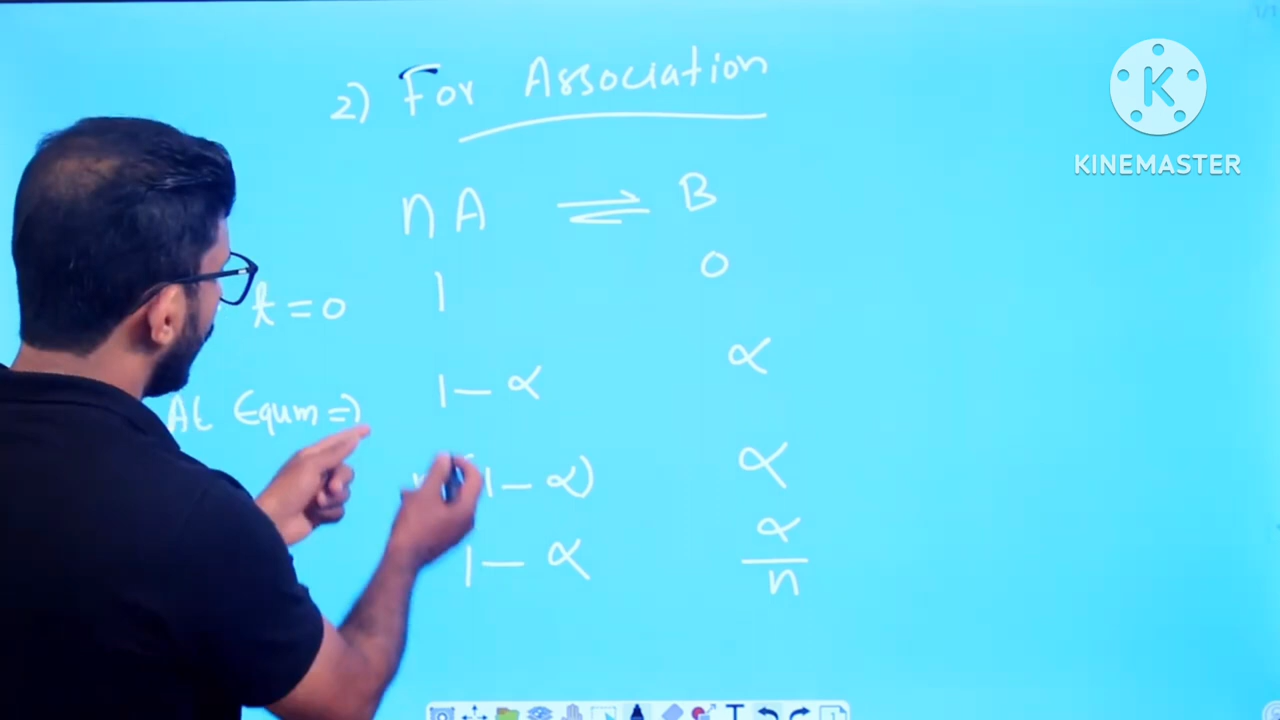 2) For Association
n A ⇌ B
t = 0 1 0
At Equm ⇒ 1 – α α
(1 – α) α
1 – α α/n
KINEMASTER